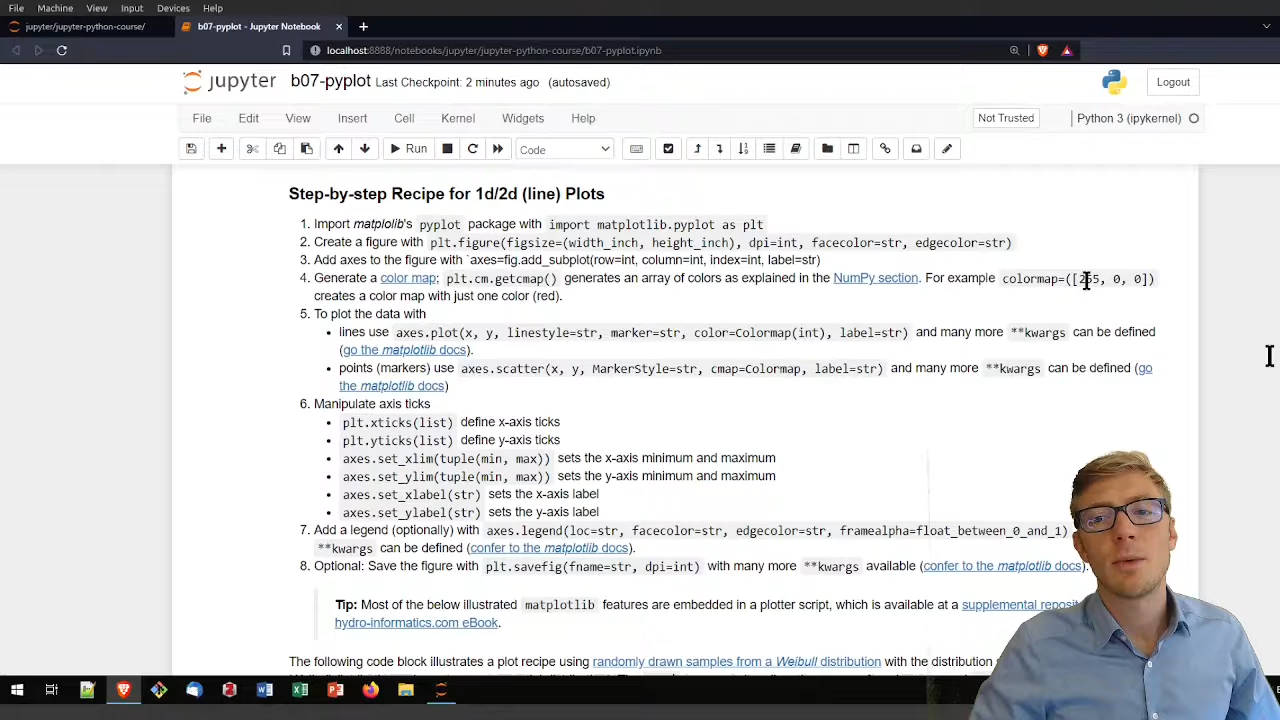 File Machine View Input Devices Help
jupyter/jupyter-python-course/ b07-pyplot - Jupyter Notebook × +
localhost:8888/notebooks/jupyter/jupyter-python-course/b07-pyplot.ipynb
jupyter b07-pyplot Last Checkpoint: 2 minutes ago (autosaved) Logout
File Edit View Insert Cell Kernel Widgets Help Not Trusted Python 3 (ipykernel)
Run Code
Step-by-step Recipe for 1d/2d (line) Plots
1. Import matplolib's pyplot package with import matplotlib.pyplot as plt
2. Create a figure with plt.figure(figsize=(width_inch, height_inch), dpi=int, facecolor=str, edgecolor=str)
3. Add axes to the figure with `axes=fig.add_subplot(row=int, column=int, index=int, label=str)
4. Generate a color map; plt.cm.getcmap() generates an array of colors as explained in the NumPy section. For example colormap=([255, 0, 0])
creates a color map with just one color (red).
5. To plot the data with
• lines use axes.plot(x, y, linestyle=str, marker=str, color=Colormap(int), label=str) and many more **kwargs can be defined
(go the matplotlib docs).
• points (markers) use axes.scatter(x, y, MarkerStyle=str, cmap=Colormap, label=str) and many more **kwargs can be defined (go
the matplotlib docs)
6. Manipulate axis ticks
• plt.xticks(list) define x-axis ticks
• plt.yticks(list) define y-axis ticks
• axes.set_xlim(tuple(min, max)) sets the x-axis minimum and maximum
• axes.set_ylim(tuple(min, max)) sets the y-axis minimum and maximum
• axes.set_xlabel(str) sets the x-axis label
• axes.set_ylabel(str) sets the y-axis label
7. Add a legend (optionally) with axes.legend(loc=str, facecolor=str, edgecolor=str, framealpha=float_between_0_and_1)
**kwargs can be defined (confer to the matplotlib docs).
8. Optional: Save the figure with plt.savefig(fname=str, dpi=int) with many more **kwargs available (confer to the matplotlib docs).
Tip: Most of the below illustrated matplotlib features are embedded in a plotter script, which is available at a supplemental
hydro-informatics.com eBook.
The following code block illustrates a plot recipe using randomly drawn samples from a Weibull distribution with the distribution